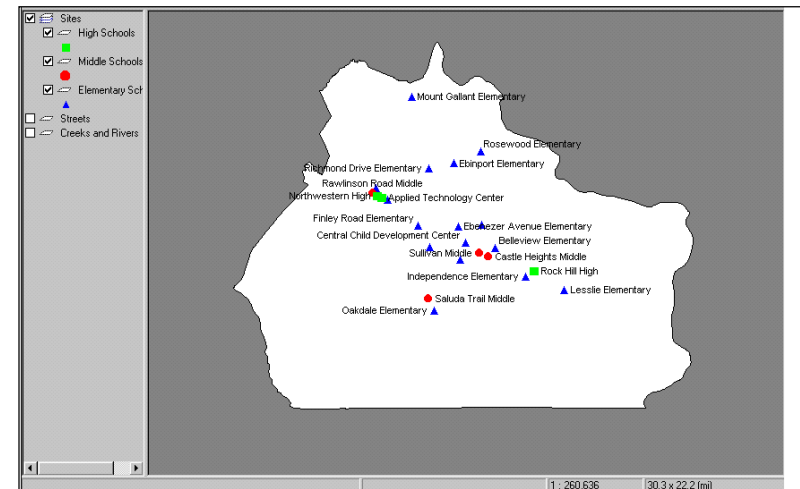 Sites
High Schools
Middle Schools
Elementary Sch
Streets
Creeks and Rivers
Mount Gallant Elementary
Rosewood Elementary
Ebinport Elementary
Richmond Drive Elementary
Rawlinson Road Middle
Northwestern High
Applied Technology Center
Finley Road Elementary
Ebenezer Avenue Elementary
Central Child Development Center
Belleview Elementary
Sullivan Middle
Castle Heights Middle
Rock Hill High
Independence Elementary
Lesslie Elementary
Saluda Trail Middle
Oakdale Elementary
1 : 260,636
30.3 x 22.2 (mi)